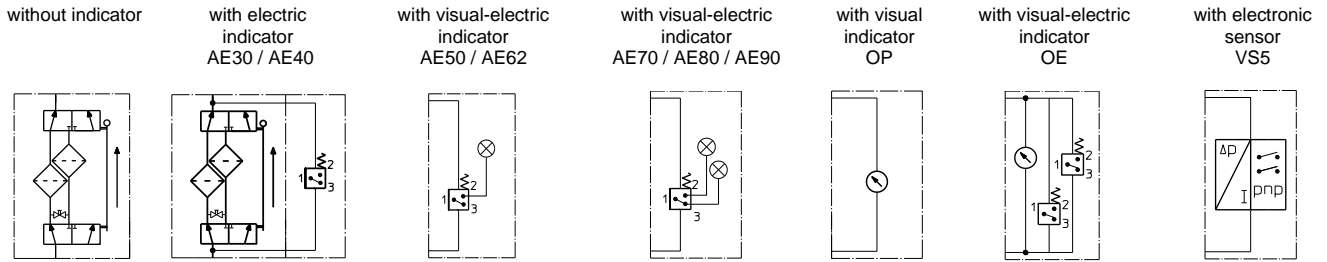 without indicator
with electric
indicator
AE30 / AE40
with visual-electric
indicator
AE50 / AE62
with visual-electric
indicator
AE70 / AE80 / AE90
with visual
indicator
OP
with visual-electric
indicator
OE
with electronic
sensor
VS5
1
2
3
1
2
3
1
2
3
1
2
3
1
2
3
Δp
I
pnp